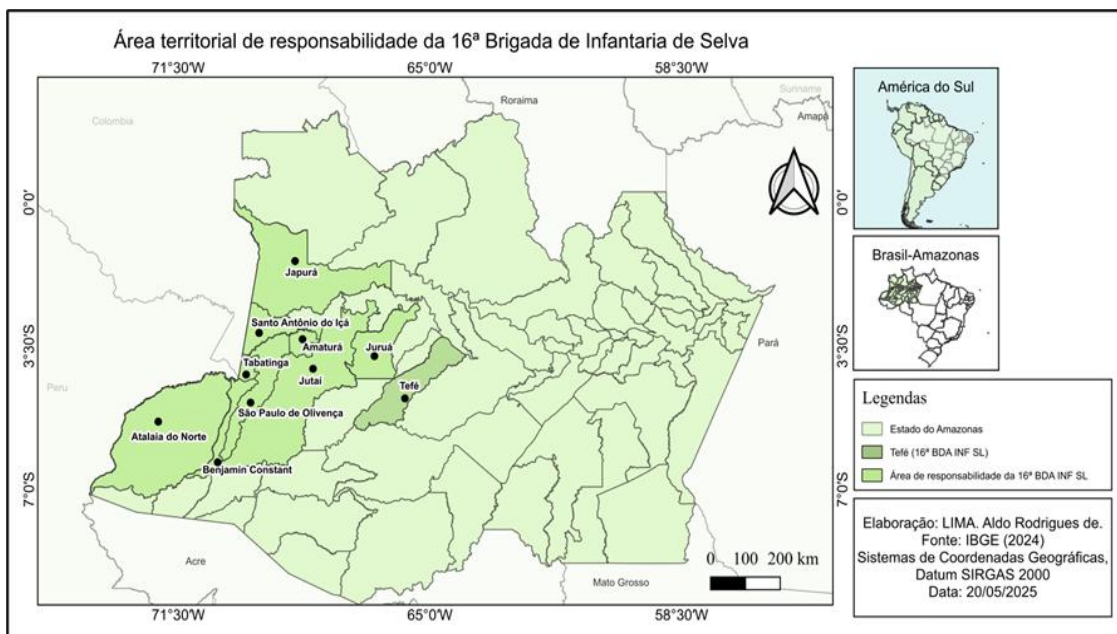 Área territorial de responsabilidade da 16ª Brigada de Infantaria de Selva
71°30'W 65°0'W 58°30'W
Suriname
Roraima
Colombia
Amapá
0°0' 0°0'
Japurá
Santo Antônio do Içá
3°30'S 3°30'S
Amaturá
Juruá
Pará
Tabatinga
Jutaí
Tefé
Peru
São Paulo de Olivença
Atalaia do Norte
Benjamin Constant
7°0'S 7°0'S
Acre
0 100 200 km
Mato Grosso
71°30'W 65°0'W 58°30'W
América do Sul
Brasil-Amazonas
Legendas
Estado do Amazonas
Tefé (16ª BDA INF SL)
Área de responsabilidade da 16ª BDA INF SL
Elaboração: LIMA. Aldo Rodrigues de.
Fonte: IBGE (2024)
Sistemas de Coordenadas Geográficas,
Datum SIRGAS 2000
Data: 20/05/2025